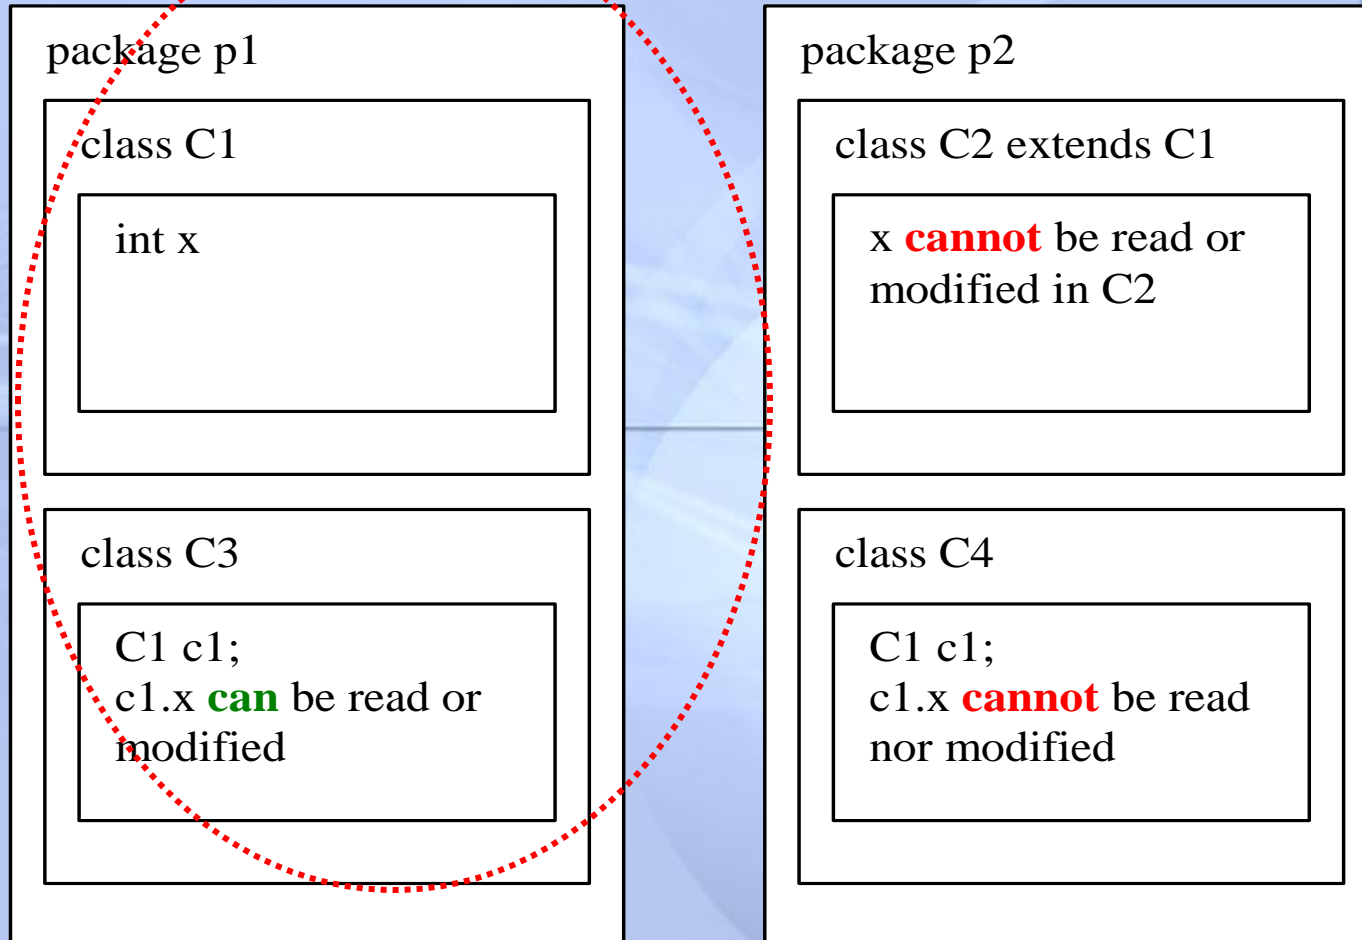 package p1
class C1
int x
class C3
C1 c1;
c1.x can be read or
modified
package p2
class C2 extends C1
x cannot be read or
modified in C2
class C4
C1 c1;
c1.x cannot be read
nor modified